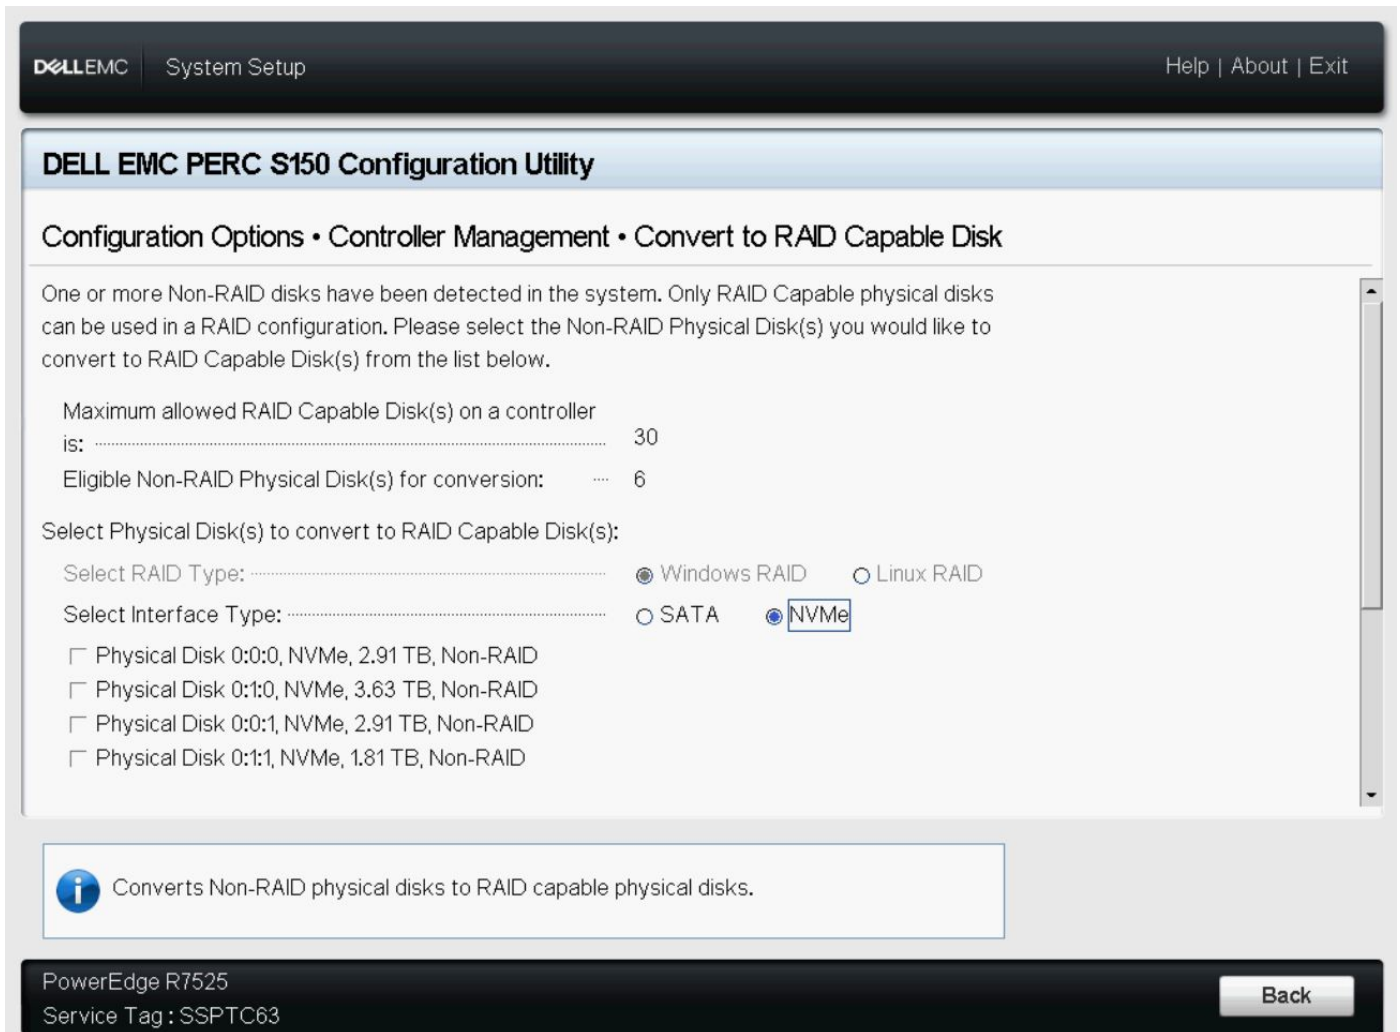 DELLEMC System Setup Help | About | Exit
DELL EMC PERC S150 Configuration Utility
Configuration Options • Controller Management • Convert to RAID Capable Disk
One or more Non-RAID disks have been detected in the system. Only RAID Capable physical disks
can be used in a RAID configuration. Please select the Non-RAID Physical Disk(s) you would like to
convert to RAID Capable Disk(s) from the list below.
Maximum allowed RAID Capable Disk(s) on a controller
is: 30
Eligible Non-RAID Physical Disk(s) for conversion: 6
Select Physical Disk(s) to convert to RAID Capable Disk(s):
Select RAID Type: Windows RAID Linux RAID
Select Interface Type: SATA NVMe
Physical Disk 0:0:0, NVMe, 2.91 TB, Non-RAID
Physical Disk 0:1:0, NVMe, 3.63 TB, Non-RAID
Physical Disk 0:0:1, NVMe, 2.91 TB, Non-RAID
Physical Disk 0:1:1, NVMe, 1.81 TB, Non-RAID
Converts Non-RAID physical disks to RAID capable physical disks.
PowerEdge R7525
Service Tag : SSPTC63
Back